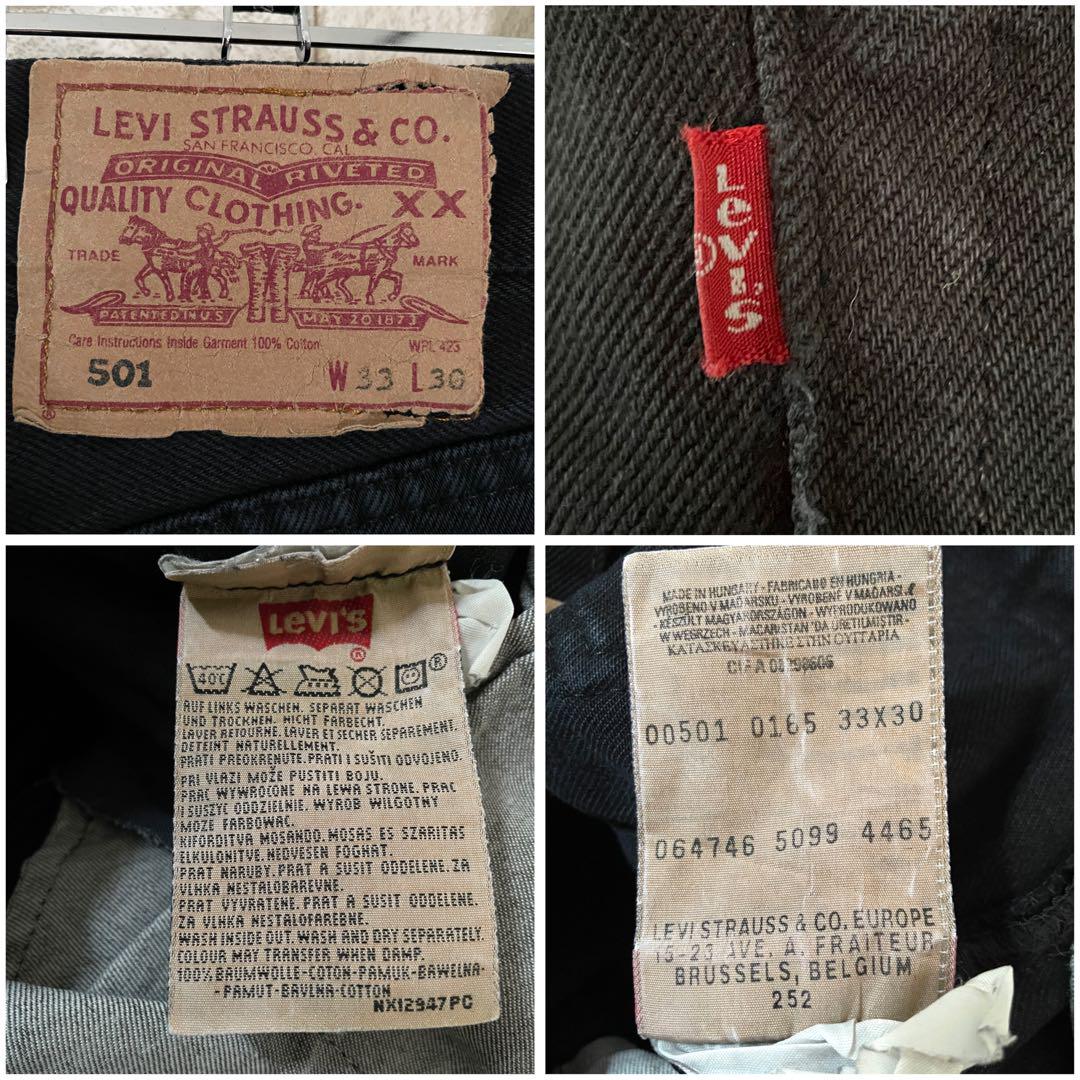 LEVI STRAUSS & CO.
SAN FRANCISCO, CAL
ORIGINAL RIVETED
QUALITY CLOTHING. XX
TRADE MARK
PATENTED IN U.S MAY 20 1873
Care Instructions Inside Garment 100% Cotton WPL 423
501 W 33 L 30
®
LEVI'S
®
LEVI'S
®
40C ®
AUF LINKS WASCHEN. SEPARAT WASCHEN
UND TROCKNEN. NICHT FARBECHT.
LAVER RETOURNE. LAVER ET SECHER SEPAREMENT.
DETEINT NATURELLEMENT.
PRATI PREOKRENUTE. PRATI I SUŠITI ODVOJENO.
PRI VLAZI MOŽE PUSTITI BOJU.
PRAC WYWROCONE NA LEWA STRONE. PRAC
I SUSZYC ODDZIELNIE. WYROB WILGOTNY
MOZE FARBOWAC.
KIFORDITVA MOSANDO. MOSAS ES SZARITAS
ELKULONITVE. NEDVESEN FOGHAT.
PRAT NARUBY. PRAT A SUSIT ODDELENE. ZA
VLHKA NESTALOBAREVNE.
PRAT VYVRATENE. PRAT A SUSIT ODDELENE.
ZA VLHKA NESTALOFAREBNE.
WASH INSIDE OUT. WASH AND DRY SEPARATELY.
COLOUR MAY TRANSFER WHEN DAMP.
100% BAUMWOLLE-COTON-PAMUK-BAWELNA-
-PAMUT-BAVLNA-COTTON
NX12947PC
MADE IN HUNGARY - FABRICADO EN HUNGRIA -
VYROBENO V MAĎARSKU - VYROBENÉ V MAĎARSKU
- KÉSZÜLT MAGYARORSZÁGON - WYPRODUKOWANO
W WEGRZECH - MACARISTAN 'DA ÜRETILMISTIR -
ΚΑΤΑΣΚΕΥΑΣΤΗΚΕ ΣΤΗΝ ΟΥΓΓΑΡΙΑ
00501 0165 33X30
064746 5099 4465
LEVI STRAUSS & CO. EUROPE
15-23 AVE. A. FRAITEUR
BRUSSELS, BELGIUM
252